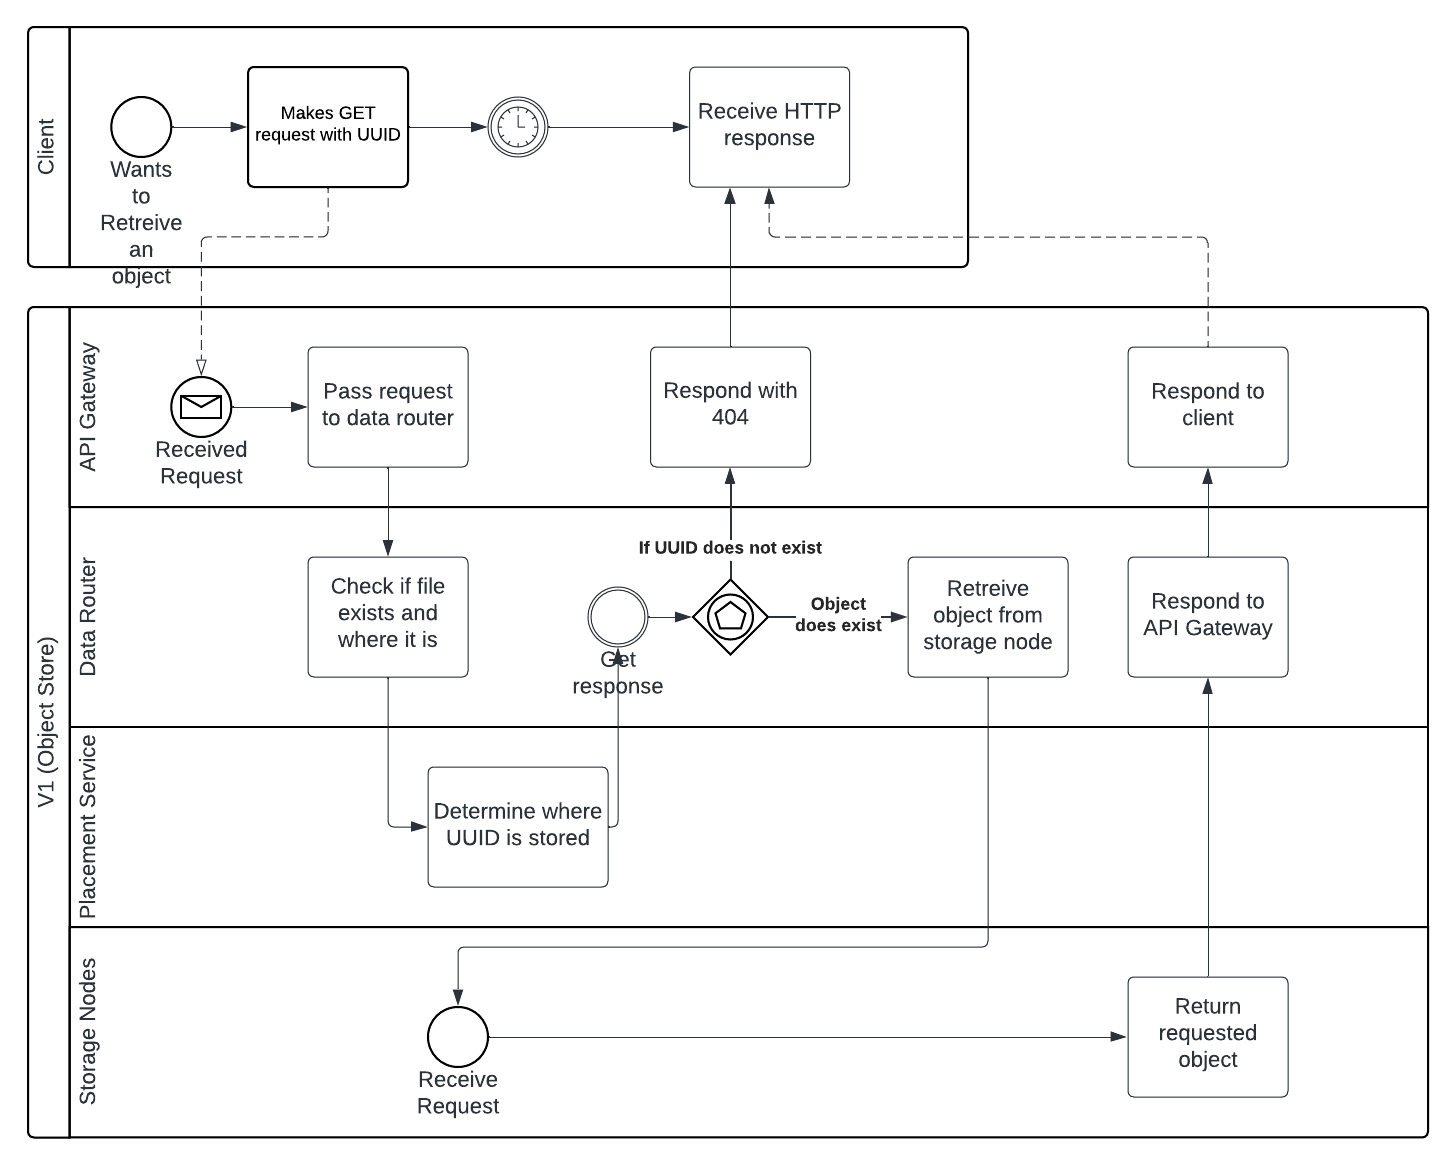 Client
Wants
to
Retreive
an
object
Makes GET
request with UUID
Receive HTTP
response
V1 (Object Store)
API Gateway
Received
Request
Pass request
to data router
Respond with
404
Respond to
client
Data Router
Check if file
exists and
where it is
Get
response
If UUID does not exist
Object
does exist
Retreive
object from
storage node
Respond to
API Gateway
Placement Service
Determine where
UUID is stored
Storage Nodes
Receive
Request
Return
requested
object